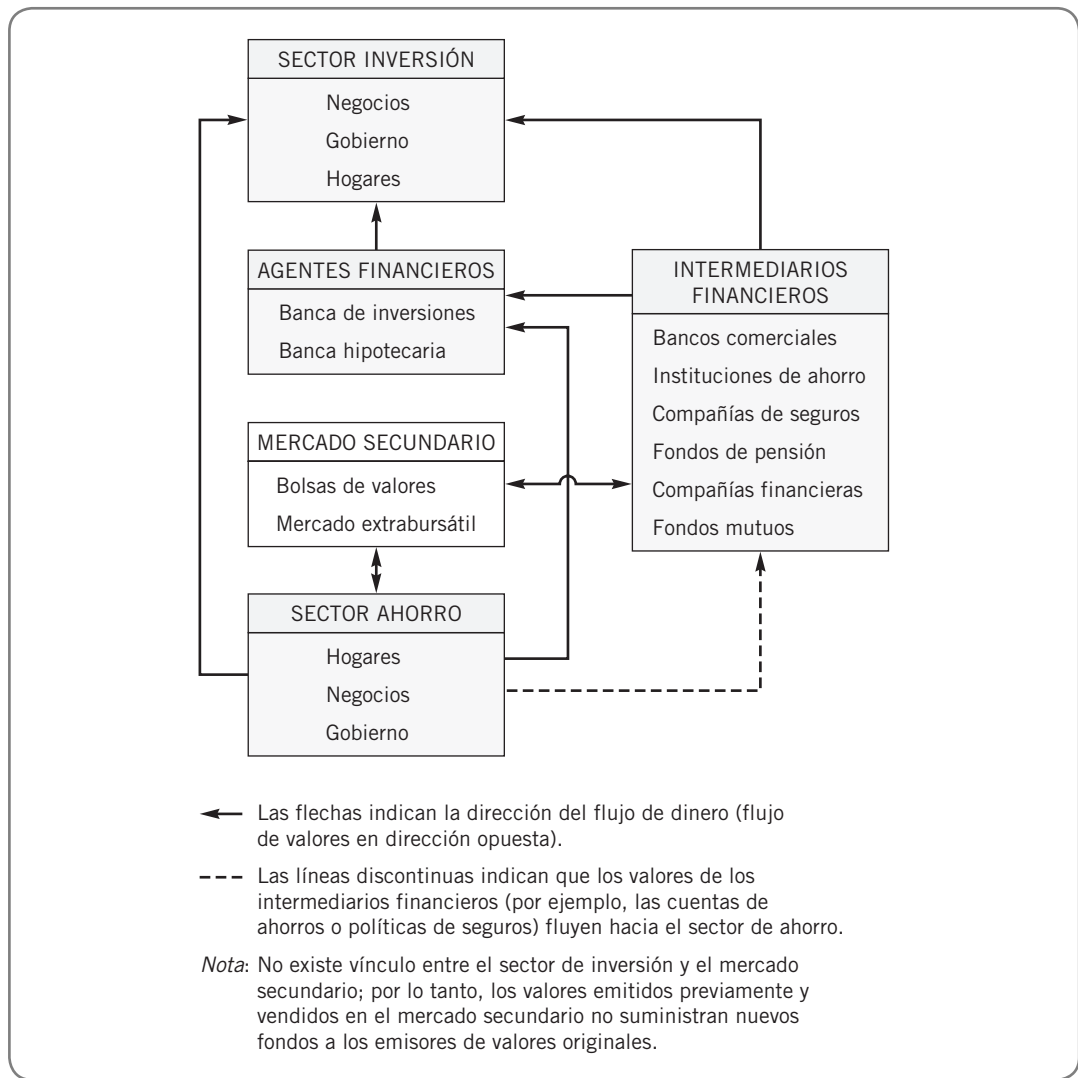 SECTOR INVERSIÓN
Negocios
Gobierno
Hogares
AGENTES FINANCIEROS
Banca de inversiones
Banca hipotecaria
INTERMEDIARIOS
FINANCIEROS
Bancos comerciales
Instituciones de ahorro
Compañías de seguros
Fondos de pensión
Compañías financieras
Fondos mutuos
MERCADO SECUNDARIO
Bolsas de valores
Mercado extrabursátil
SECTOR AHORRO
Hogares
Negocios
Gobierno
Las flechas indican la dirección del flujo de dinero (flujo
de valores en dirección opuesta).
Las líneas discontinuas indican que los valores de los
intermediarios financieros (por ejemplo, las cuentas de
ahorros o políticas de seguros) fluyen hacia el sector de ahorro.
Nota: No existe vínculo entre el sector de inversión y el mercado
secundario; por lo tanto, los valores emitidos previamente y
vendidos en el mercado secundario no suministran nuevos
fondos a los emisores de valores originales.